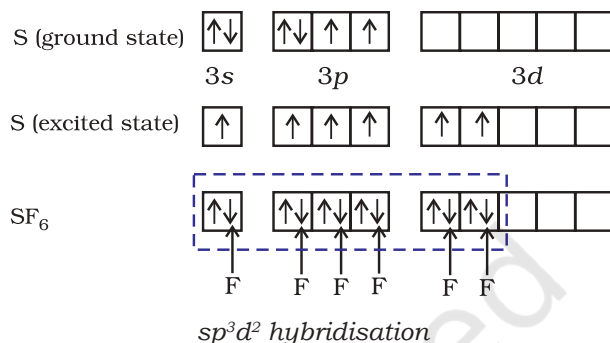 S (ground state)
3s 3p 3d
S (excited state)
SF₆
F F F F F F
sp³d² hybridisation